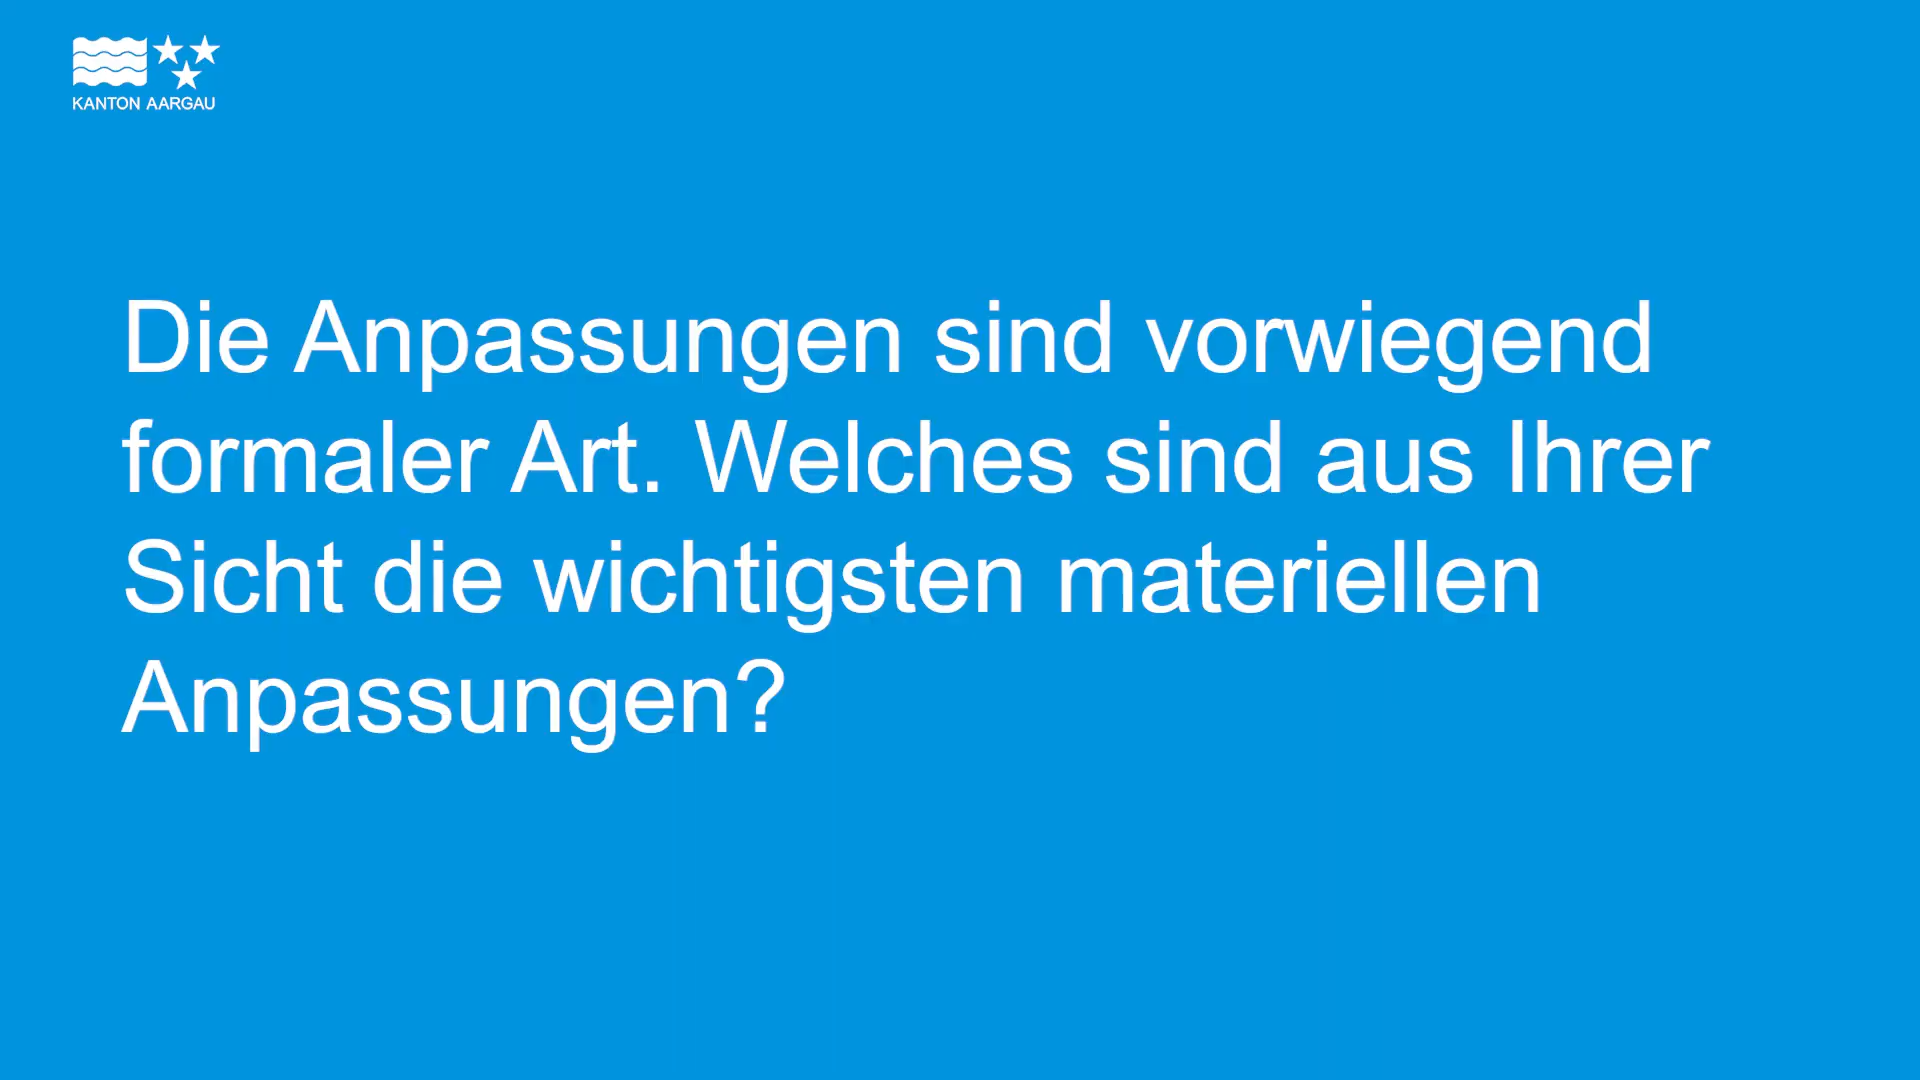 KANTON AARGAU
Die Anpassungen sind vorwiegend
formaler Art. Welches sind aus Ihrer
Sicht die wichtigsten materiellen
Anpassungen?